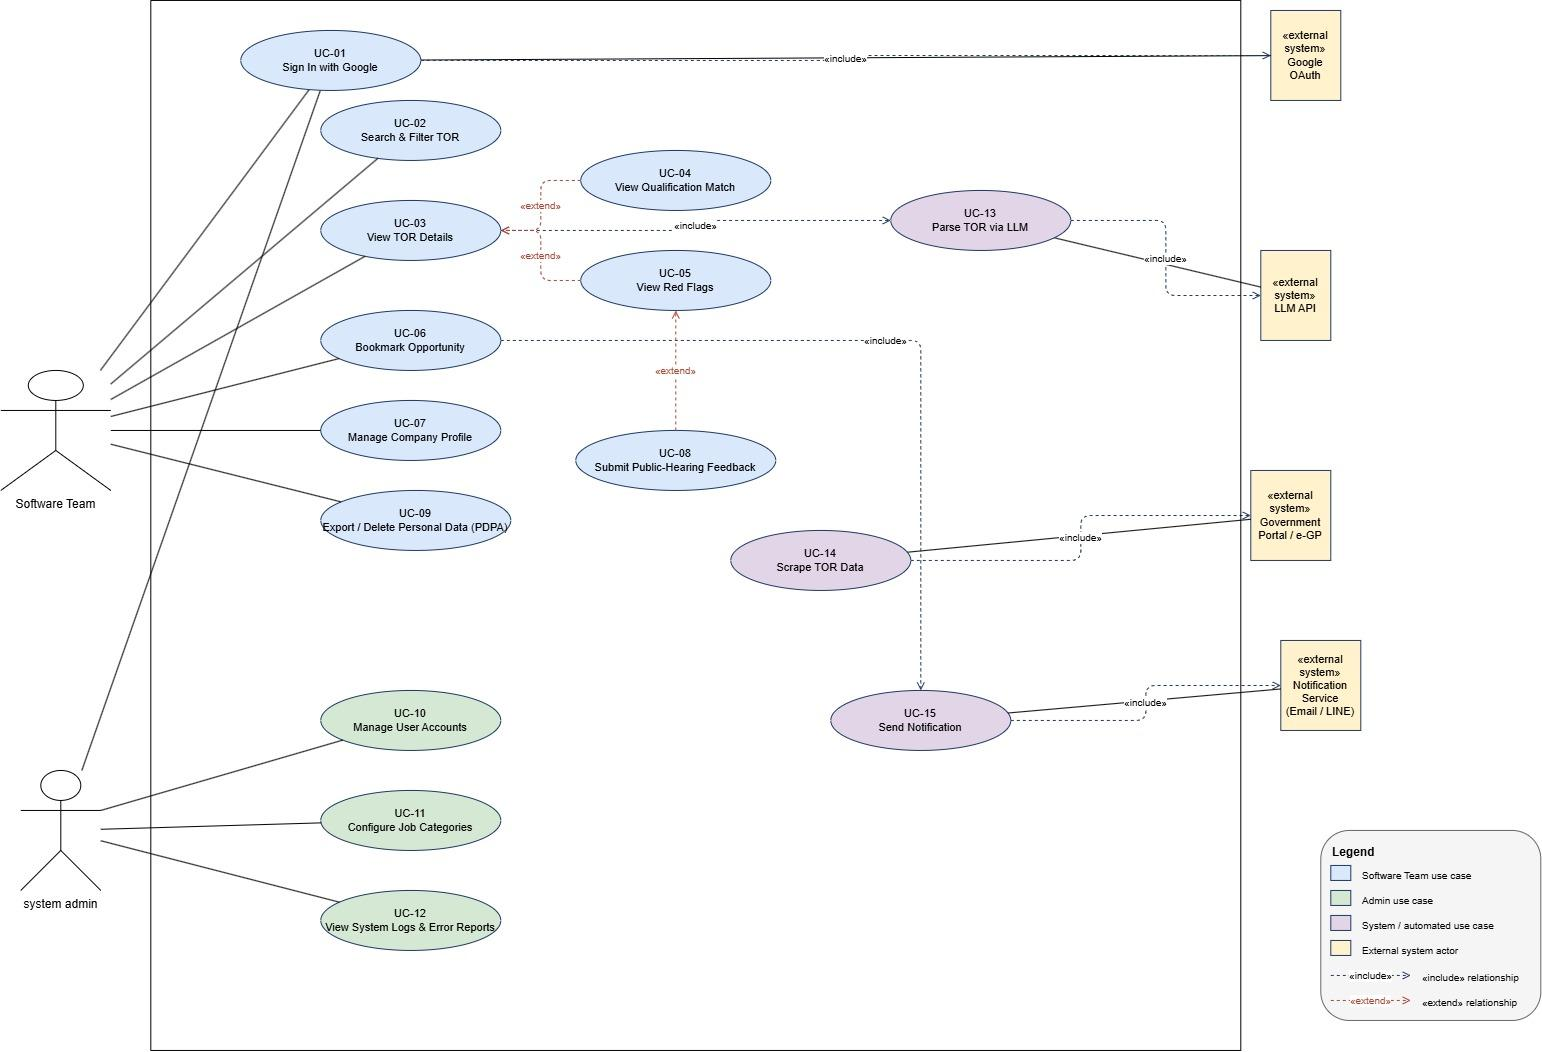 UC-01
Sign In with Google
«include»
«external
system»
Google
OAuth
UC-02
Search & Filter TOR
UC-04
View Qualification Match
«extend»
UC-03
View TOR Details
«include»
UC-13
Parse TOR via LLM
«extend»
«include»
UC-05
View Red Flags
«external
system»
LLM API
UC-06
Bookmark Opportunity
«include»
«extend»
UC-07
Manage Company Profile
UC-08
Submit Public-Hearing Feedback
Software Team
UC-09
Export / Delete Personal Data (PDPA)
«external
system»
Government
Portal / e-GP
«include»
UC-14
Scrape TOR Data
«external
system»
Notification
Service
(Email / LINE)
«include»
UC-15
Send Notification
UC-10
Manage User Accounts
UC-11
Configure Job Categories
system admin
UC-12
View System Logs & Error Reports
Legend
Software Team use case
Admin use case
System / automated use case
External system actor
«include» «include» relationship
«extend» «extend» relationship